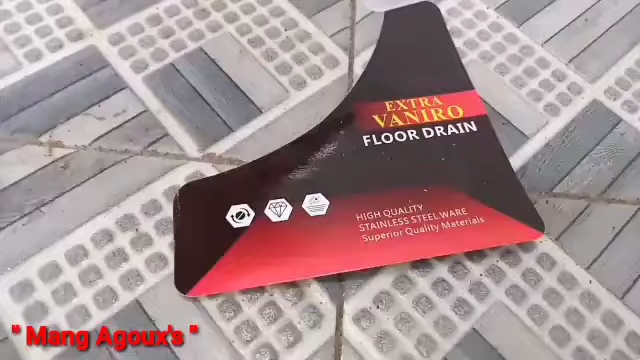 EXTRA
VANIRO
FLOOR DRAIN
HIGH QUALITY
STAINLESS STEEL WARE
Superior Quality Materials
" Mang Agoux's "